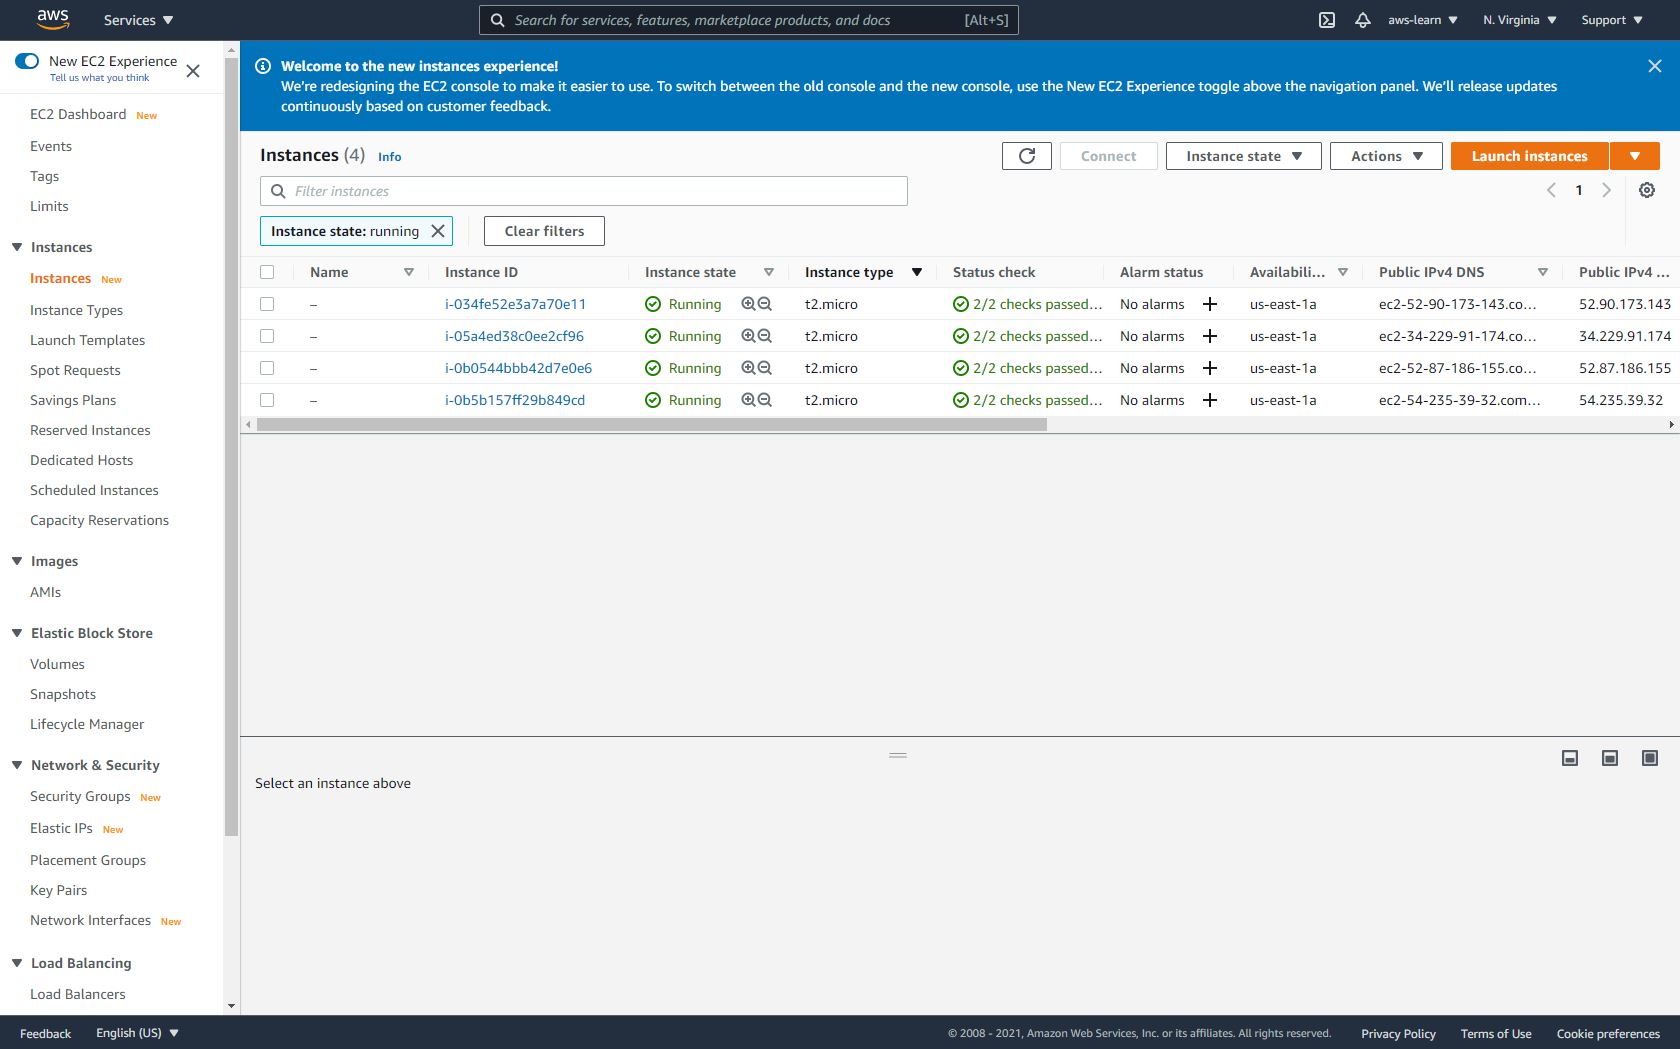 aws
Services
Search for services, features, marketplace products, and docs
[Alt+S]
aws-learn
N. Virginia
Support
New EC2 Experience
Tell us what you think
EC2 Dashboard New
Events
Tags
Limits
Instances
Instances New
Instance Types
Launch Templates
Spot Requests
Savings Plans
Reserved Instances
Dedicated Hosts
Scheduled Instances
Capacity Reservations
Images
AMIs
Elastic Block Store
Volumes
Snapshots
Lifecycle Manager
Network & Security
Security Groups New
Elastic IPs New
Placement Groups
Key Pairs
Network Interfaces New
Load Balancing
Load Balancers
Welcome to the new instances experience!
We're redesigning the EC2 console to make it easier to use. To switch between the old console and the new console, use the New EC2 Experience toggle above the navigation panel. We'll release updates
continuously based on customer feedback.
Instances (4) Info
Connect
Instance state
Actions
Launch instances
Filter instances
1
Instance state: running
Clear filters
Name Instance ID Instance state Instance type Status check Alarm status Availabili... Public IPv4 DNS Public IPv4 ...
– i-034fe52e3a7a70e11 Running t2.micro 2/2 checks passed... No alarms + us-east-1a ec2-52-90-173-143.co... 52.90.173.143
– i-05a4ed38c0ee2cf96 Running t2.micro 2/2 checks passed... No alarms + us-east-1a ec2-34-229-91-174.co... 34.229.91.174
– i-0b0544bbb42d7e0e6 Running t2.micro 2/2 checks passed... No alarms + us-east-1a ec2-52-87-186-155.co... 52.87.186.155
– i-0b5b157ff29b849cd Running t2.micro 2/2 checks passed... No alarms + us-east-1a ec2-54-235-39-32.com... 54.235.39.32
Select an instance above
Feedback
English (US)
© 2008 - 2021, Amazon Web Services, Inc. or its affiliates. All rights reserved.
Privacy Policy
Terms of Use
Cookie preferences